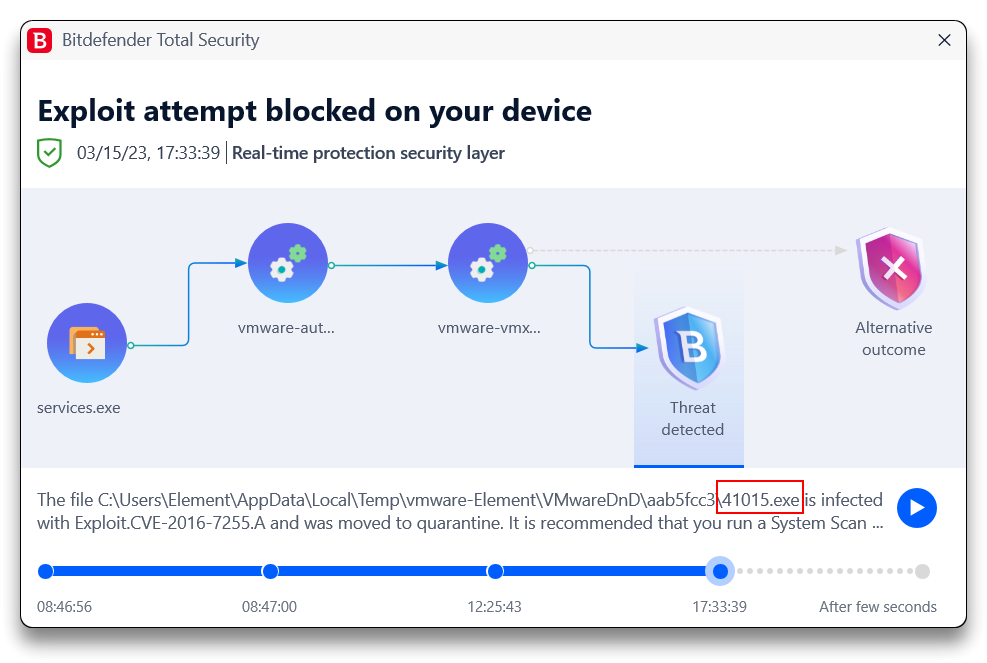 B Bitdefender Total Security
Exploit attempt blocked on your device
03/15/23, 17:33:39 | Real-time protection security layer
vmware-aut...
vmware-vmx...
Alternative
outcome
services.exe
B
Threat
detected
The file C:\Users\Element\AppData\Local\Temp\vmware-Element\VMwareDnD\aab5fcc3\41015.exe is infected
with Exploit.CVE-2016-7255.A and was moved to quarantine. It is recommended that you run a System Scan ...
08:46:56 08:47:00 12:25:43 17:33:39 After few seconds